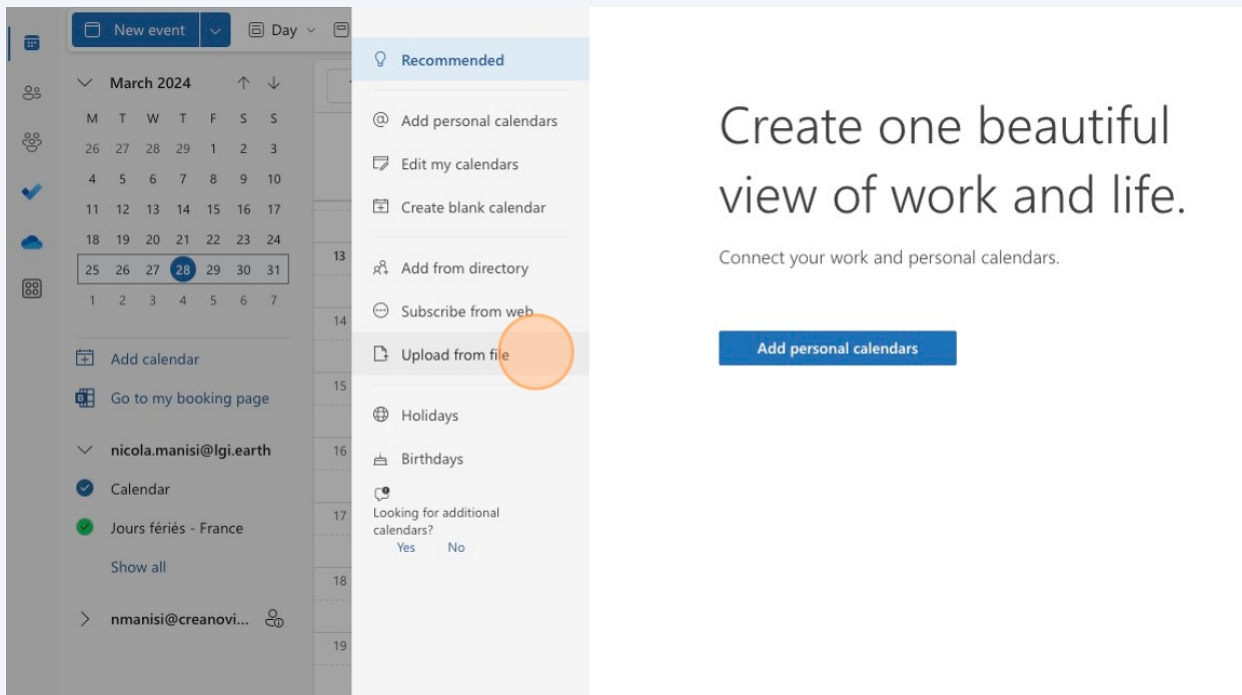 New event
Day
March 2024
M T W T F S S
26 27 28 29 1 2 3
4 5 6 7 8 9 10
11 12 13 14 15 16 17
18 19 20 21 22 23 24
25 26 27 28 29 30 31
1 2 3 4 5 6 7
Add calendar
Go to my booking page
nicola.manisi@lgi.earth
Calendar
Jours fériés - France
Show all
nmanisi@creanovi...
13
14
15
16
17
18
19
Recommended
Add personal calendars
Edit my calendars
Create blank calendar
Add from directory
Subscribe from web
Upload from file
Holidays
Birthdays
Looking for additional
calendars?
Yes No
Create one beautiful
view of work and life.
Connect your work and personal calendars.
Add personal calendars